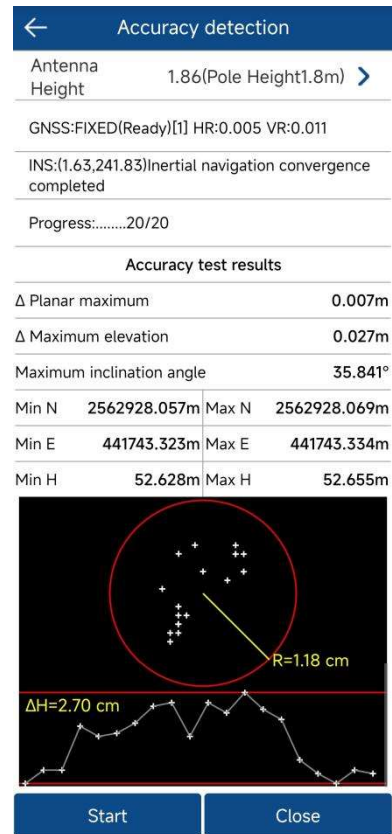 Accuracy detection
Antenna
Height
1.86(Pole Height1.8m)
GNSS:FIXED(Ready)[1] HR:0.005 VR:0.011
INS:(1.63,241.83)Inertial navigation convergence
completed
Progress:........20/20
Accuracy test results
Δ Planar maximum 0.007m
Δ Maximum elevation 0.027m
Maximum inclination angle 35.841°
Min N 2562928.057m Max N 2562928.069m
Min E 441743.323m Max E 441743.334m
Min H 52.628m Max H 52.655m
R=1.18 cm
ΔH=2.70 cm
Start Close